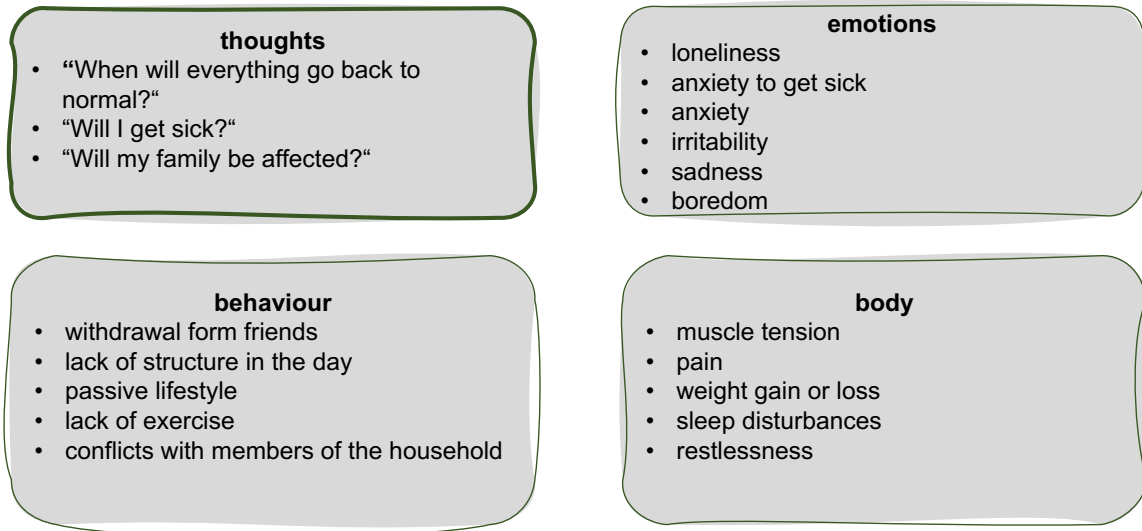 thoughts
• “When will everything go back to
normal?“
• “Will I get sick?“
• “Will my family be affected?“
emotions
• loneliness
• anxiety to get sick
• anxiety
• irritability
• sadness
• boredom
behaviour
• withdrawal form friends
• lack of structure in the day
• passive lifestyle
• lack of exercise
• conflicts with members of the household
body
• muscle tension
• pain
• weight gain or loss
• sleep disturbances
• restlessness